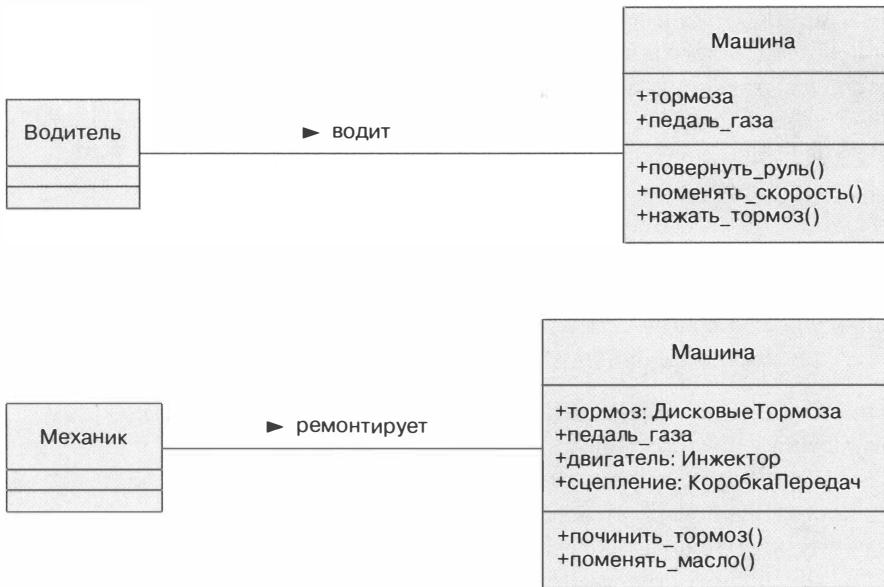 Машина
+тормоза
+педаль_газа
Водитель
► водит
+повернуть_руль()
+поменять_скорость()
+нажать_тормоз()
Машина
+тормоз: ДисковыеТормоза
+педаль_газа
+двигатель: Инжектор
+сцепление: КоробкаПередач
Механик
► ремонтирует
+починить_тормоз()
+поменять_масло()